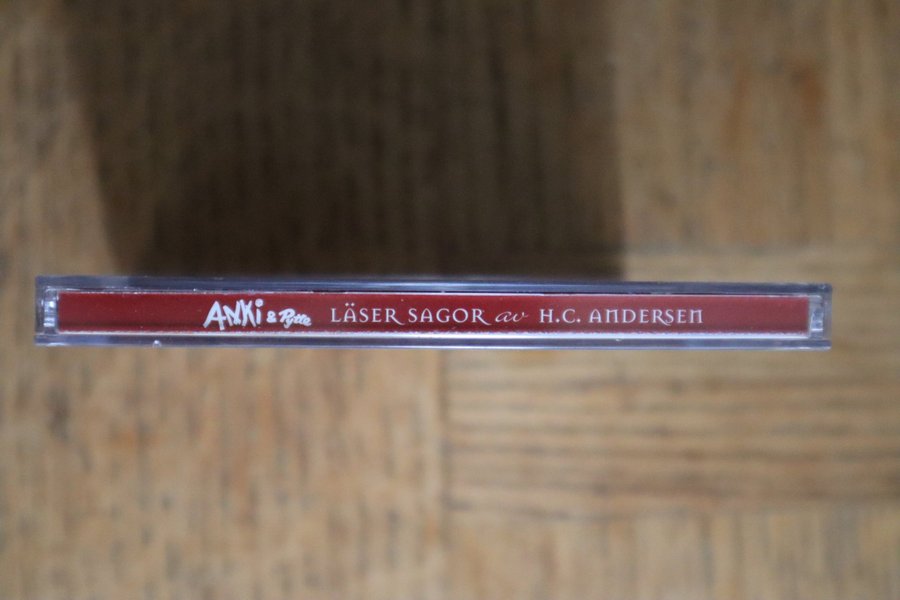 ANKi & Pytte LÄSER SAGOR av H.C. ANDERSEN